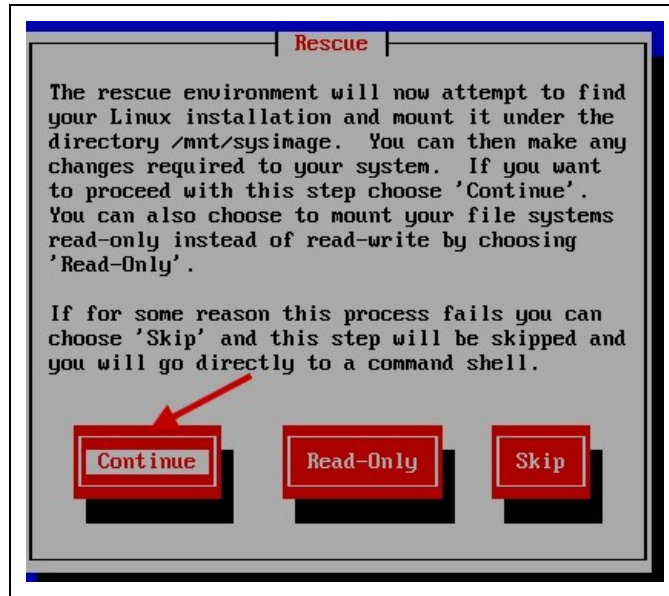 Rescue
The rescue environment will now attempt to find
your Linux installation and mount it under the
directory /mnt/sysimage.  You can then make any
changes required to your system.  If you want
to proceed with this step choose 'Continue'.
You can also choose to mount your file systems
read-only instead of read-write by choosing
'Read-Only'.
If for some reason this process fails you can
choose 'Skip' and this step will be skipped and
you will go directly to a command shell.
Continue Read-Only Skip